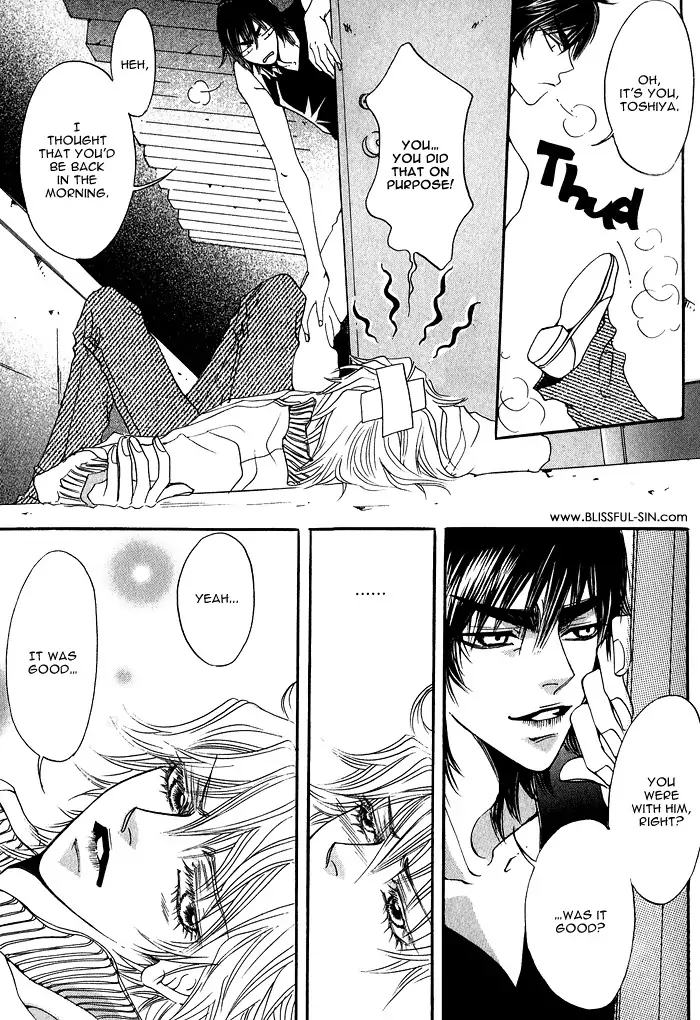 OH,
IT'S YOU,
TOSHIYA.
Thud
YOU...
YOU DID
THAT ON
PURPOSE!
HEH,
I
THOUGHT
THAT YOU'D
BE BACK
IN THE
MORNING.
WWW.BLISSFUL-SIN.COM
YOU
WERE
WITH HIM,
RIGHT?
...WAS IT
GOOD?
......
YEAH...
IT WAS
GOOD...